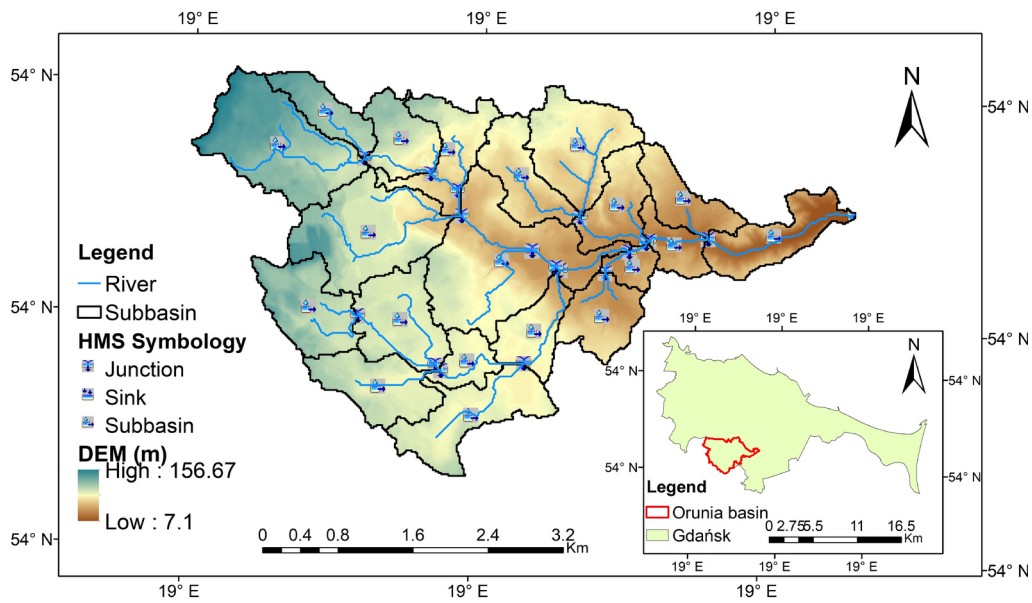 19° E 19° E 19° E
54° N 54° N
N
Legend
River
Subbasin
HMS Symbology
Junction
Sink
Subbasin
DEM (m)
High : 156.67
Low : 7.1
54° N 54° N
54° N 54° N
0 0.4 0.8 1.6 2.4 3.2
Km
19° E 19° E 19° E
19° E 19° E 19° E
N
54° N 54° N
54° N 54° N
Legend
Orunia basin
Gdańsk
0 2.75 5.5 11 16.5
Km
19° E 19° E